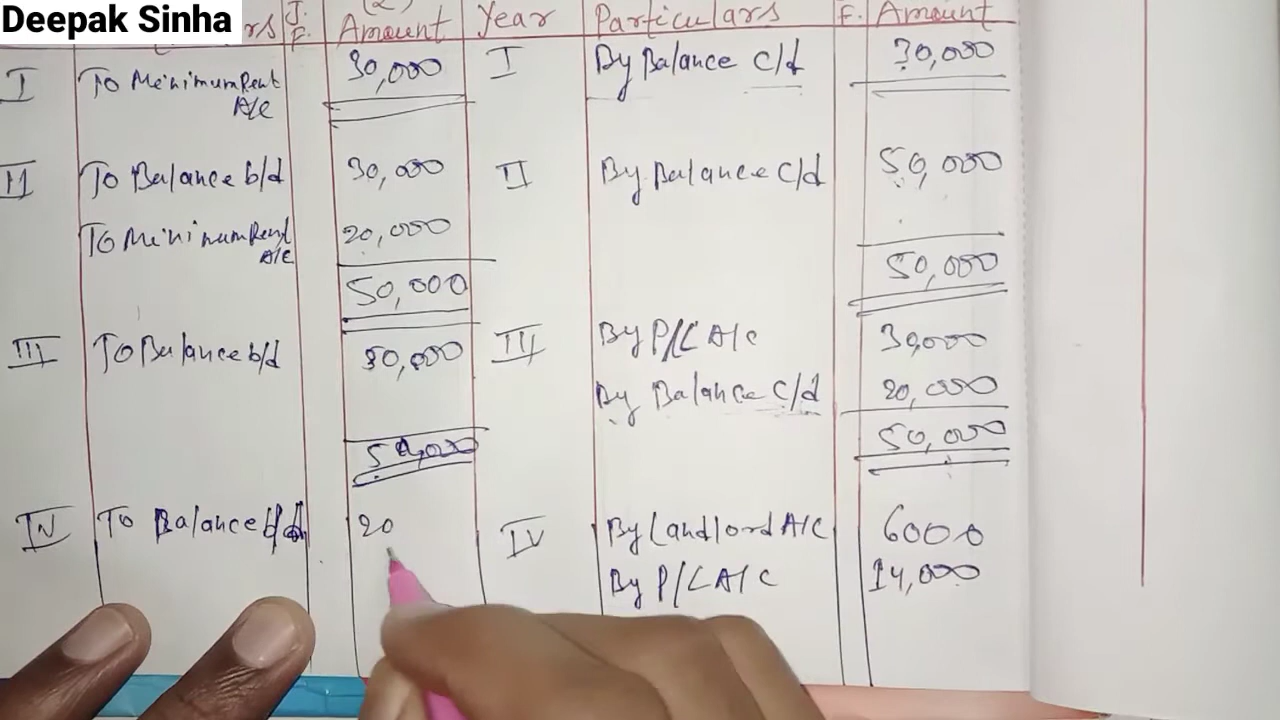 Deepak Sinha
rs J.F. Amount Year Particulars F. Amount
I To Minimum Rent A/C 30,000 I By Balance c/d 30,000
II To Balance b/d 30,000 II By Balance c/d 50,000
To Minimum Rent A/C 20,000
50,000 50,000
III To Balance b/d 50,000 III By P/L A/c 30,000
By Balance c/d 20,000
50,000 50,000
IV To Balance b/d 20 IV By Landlord A/C 6000
By P/L A/C 14,000